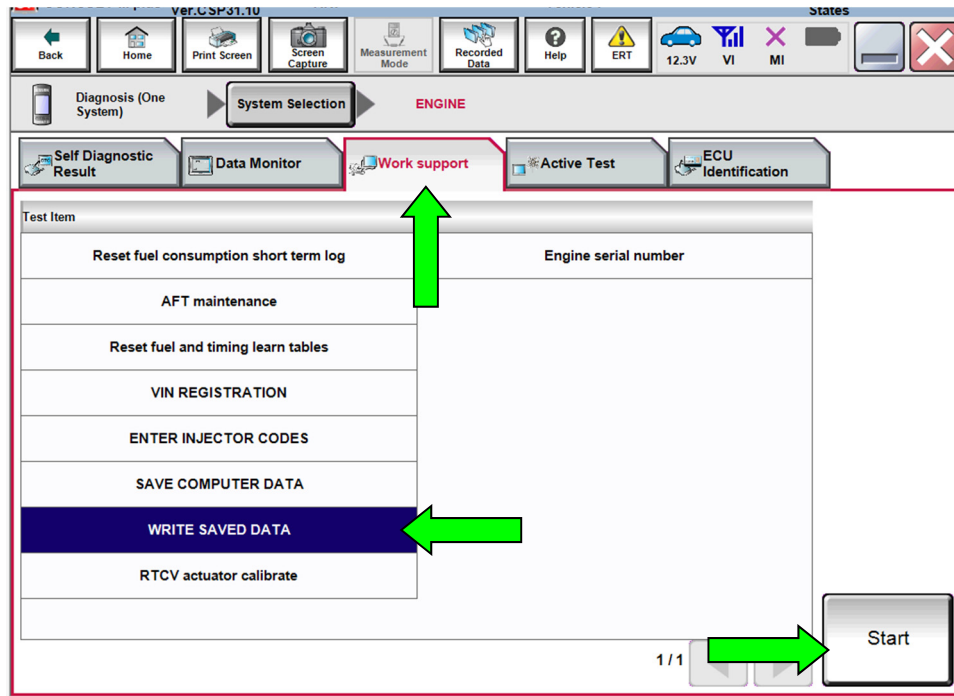 Ver.CSP31.10
States
Back
Home
Print Screen
Screen
Capture
Measurement
Mode
Recorded
Data
Help
ERT
12.3V
VI
MI
Diagnosis (One
System)
System Selection
ENGINE
Self Diagnostic
Result
Data Monitor
Work support
Active Test
ECU
Identification
Test Item
Reset fuel consumption short term log
Engine serial number
AFT maintenance
Reset fuel and timing learn tables
VIN REGISTRATION
ENTER INJECTOR CODES
SAVE COMPUTER DATA
WRITE SAVED DATA
RTCV actuator calibrate
1/1
Start